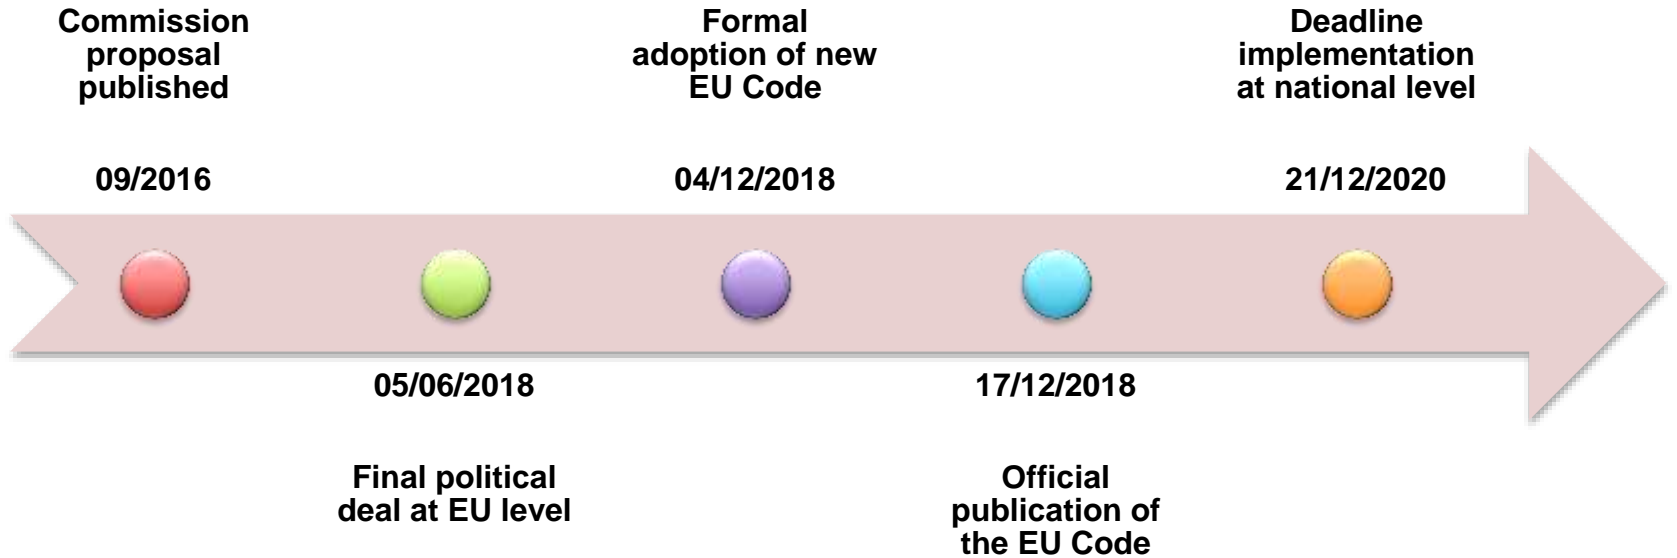 Commission
proposal
published
09/2016
05/06/2018
Final political
deal at EU level
Formal
adoption of new
EU Code
04/12/2018
17/12/2018
Official
publication of
the EU Code
Deadline
implementation
at national level
21/12/2020